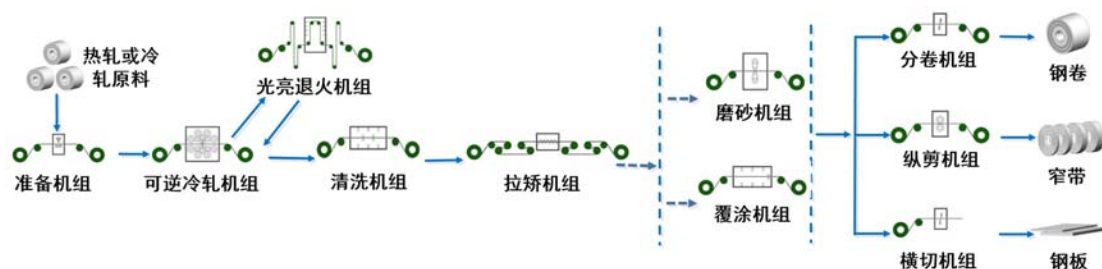 热轧或冷
轧原料
光亮退火机组
准备机组
可逆冷轧机组
清洗机组
拉矫机组
磨砂机组
覆涂机组
分卷机组
钢卷
纵剪机组
窄带
横切机组
钢板